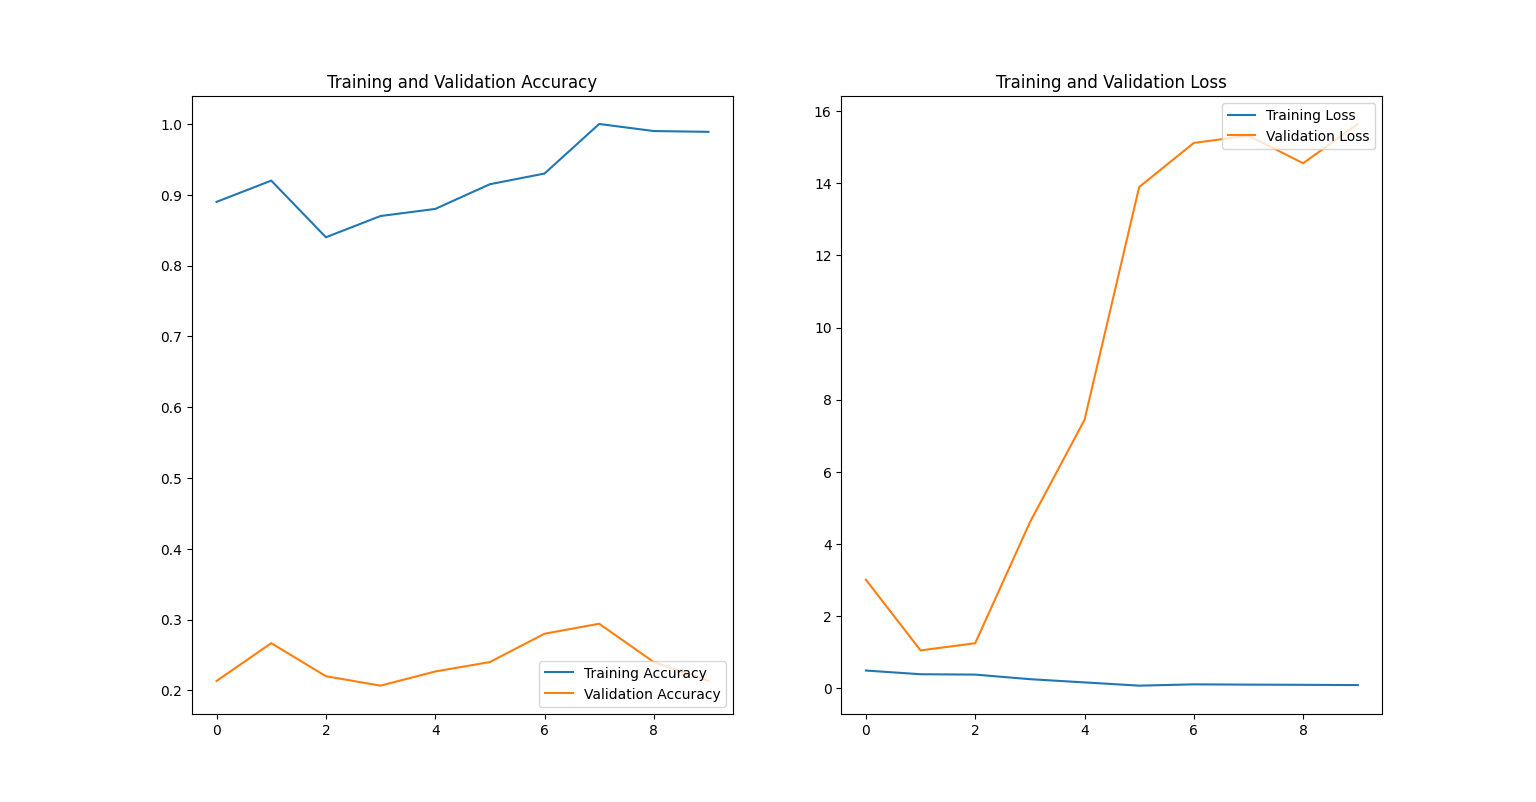 Training and Validation Accuracy
1.0
0.9
0.8
0.7
0.6
0.5
0.4
0.3
0.2
Training Accuracy
Validation Accuracy
0 2 4 6 8
Training and Validation Loss
16
14
12
10
8
6
4
2
0
Training Loss
Validation Loss
0 2 4 6 8